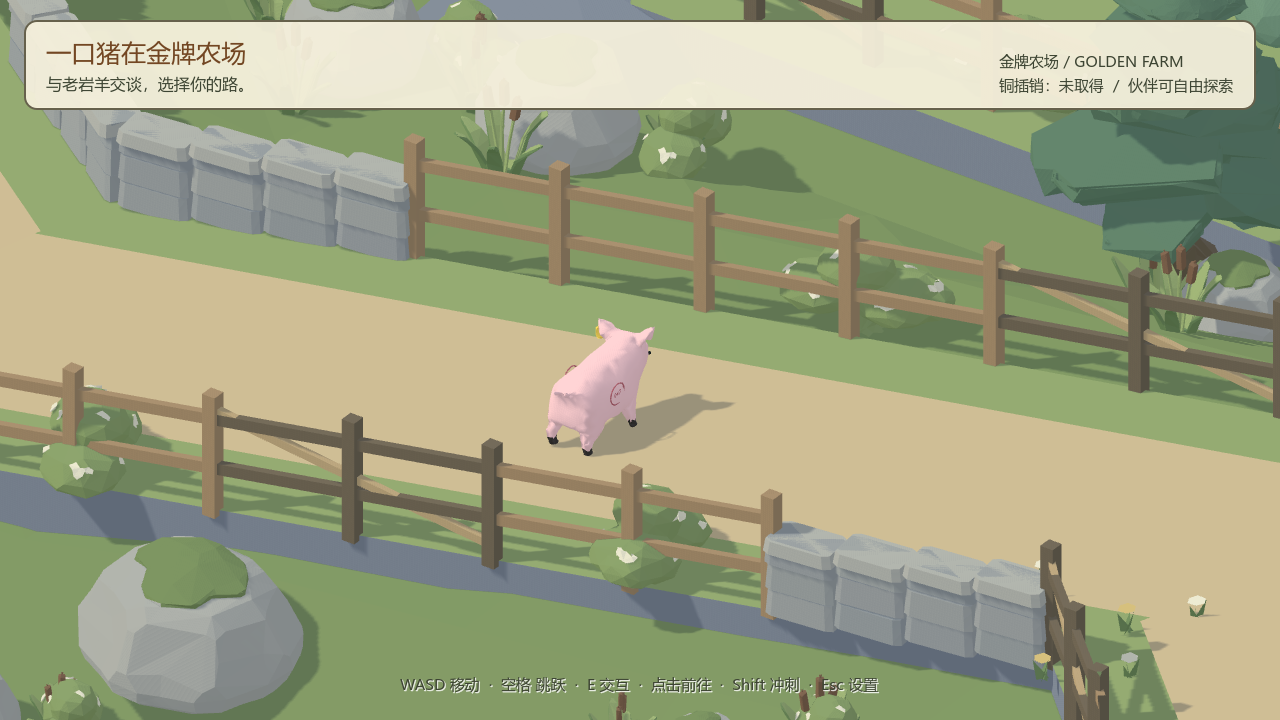 一口猪在金牌农场
与老岩羊交谈，选择你的路。
金牌农场 / GOLDEN FARM
铜插销：未取得 / 伙伴可自由探索
WASD 移动 · 空格 跳跃 · E 交互 · 点击前往 · Shift 冲刺 · Esc 设置